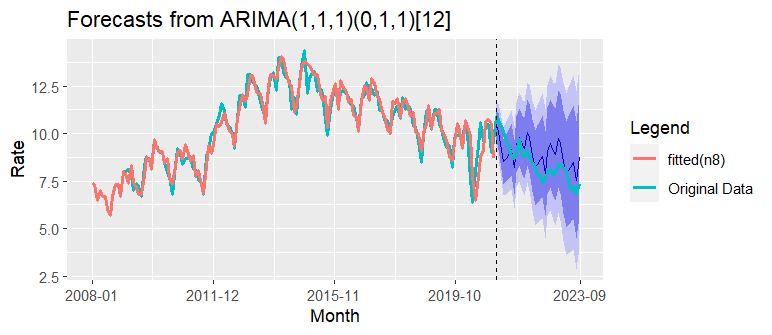 Forecasts from ARIMA(1,1,1)(0,1,1)[12]
12.5
10.0
7.5
5.0
2.5
Rate
2008-01 2011-12 2015-11 2019-10 2023-09
Month
Legend
fitted(n8)
Original Data